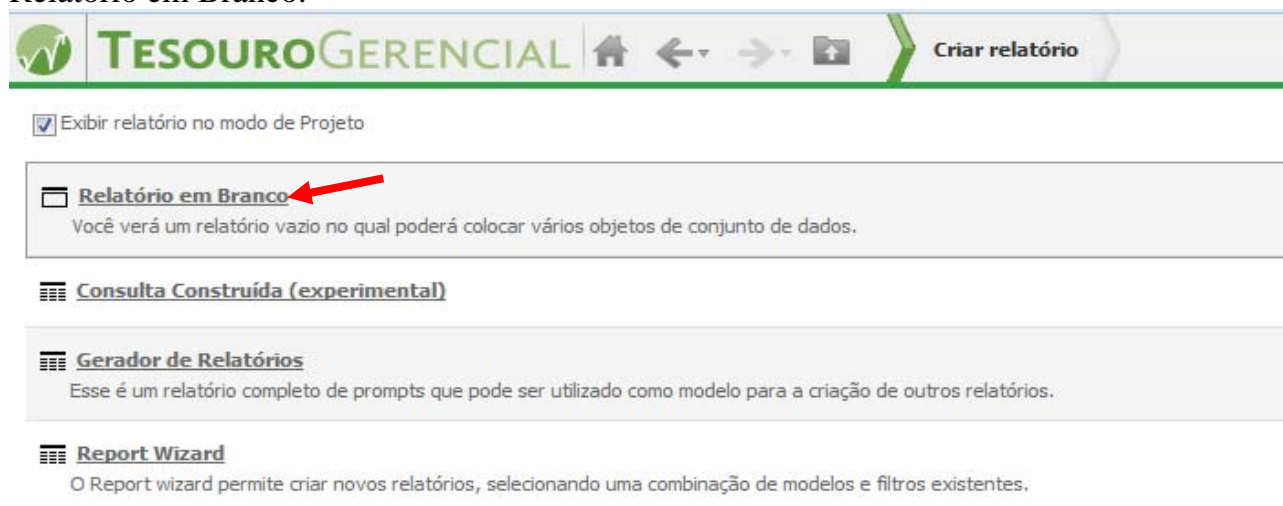 Relatório em Branco.
TESOUROGERENCIAL
Criar relatório
Exibir relatório no modo de Projeto
Relatório em Branco
Você verá um relatório vazio no qual poderá colocar vários objetos de conjunto de dados.
Consulta Construída (experimental)
Gerador de Relatórios
Esse é um relatório completo de prompts que pode ser utilizado como modelo para a criação de outros relatórios.
Report Wizard
O Report wizard permite criar novos relatórios, selecionando uma combinação de modelos e filtros existentes.